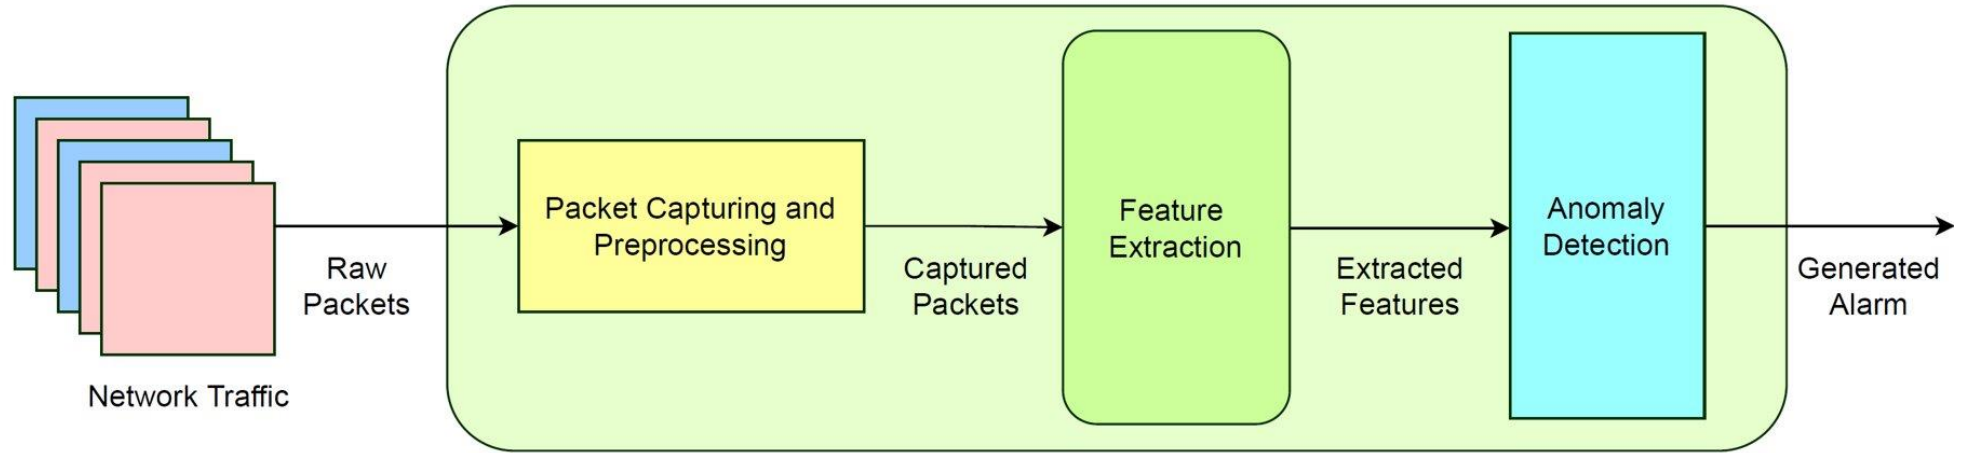 Network Traffic
Raw
Packets
Packet Capturing and
Preprocessing
Captured
Packets
Feature
Extraction
Extracted
Features
Anomaly
Detection
Generated
Alarm